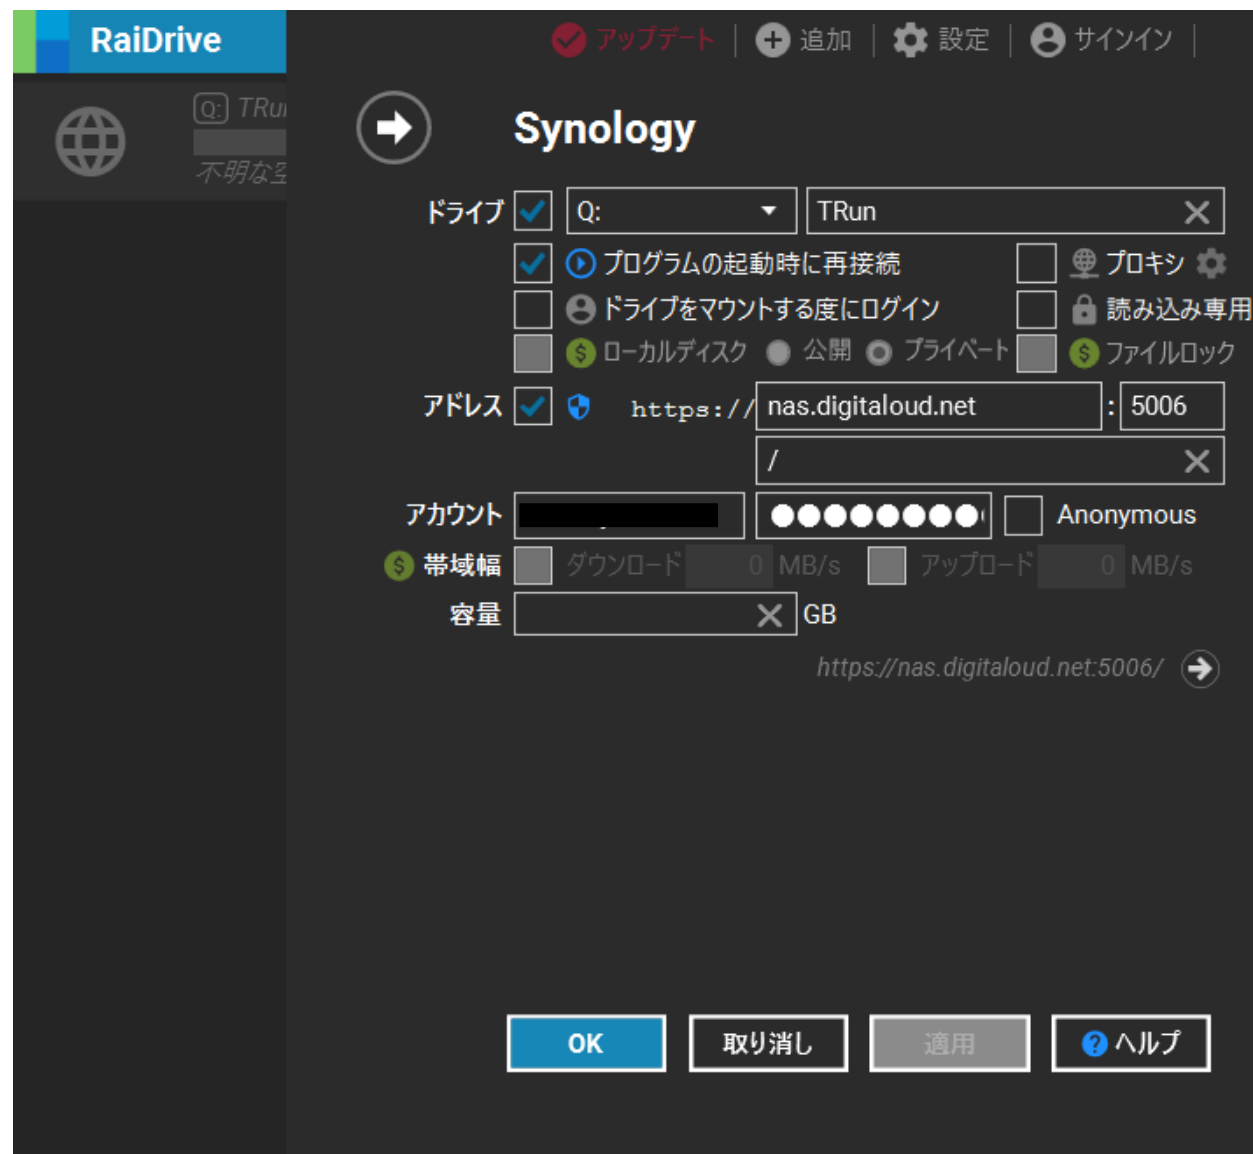 RaiDrive
アップデート | 追加 | 設定 | サインイン |
Q: TRu
不明な空
Synology
ドライブ Q: TRun
プログラムの起動時に再接続 プロキシ
ドライブをマウントする度にログイン 読み込み専用
$ ローカルディスク 公開 プライベート $ ファイルロック
アドレス https:// nas.digitaloud.net : 5006
/
アカウント ●●●●●●●● Anonymous
$ 帯域幅 ダウンロード 0 MB/s アップロード 0 MB/s
容量 GB
https://nas.digitaloud.net:5006/
OK 取り消し 適用 ? ヘルプ